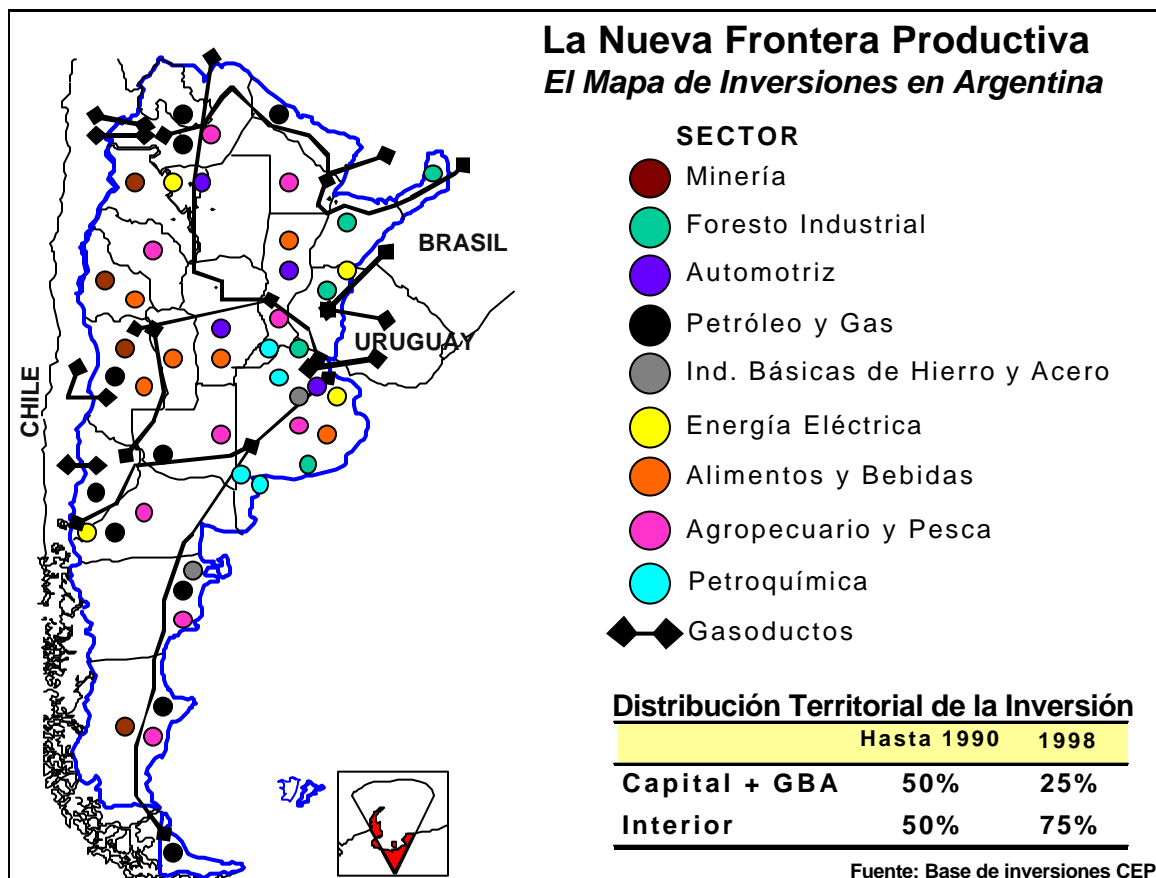 La Nueva Frontera Productiva
El Mapa de Inversiones en Argentina
SECTOR
Minería
Foresto Industrial
Automotriz
Petróleo y Gas
Ind. Básicas de Hierro y Acero
Energía Eléctrica
Alimentos y Bebidas
Agropecuario y Pesca
Petroquímica
Gasoductos
BRASIL
URUGUAY
CHILE
Distribución Territorial de la Inversión
Hasta 1990 1998
Capital + GBA 50% 25%
Interior 50% 75%
Fuente: Base de inversiones CEP